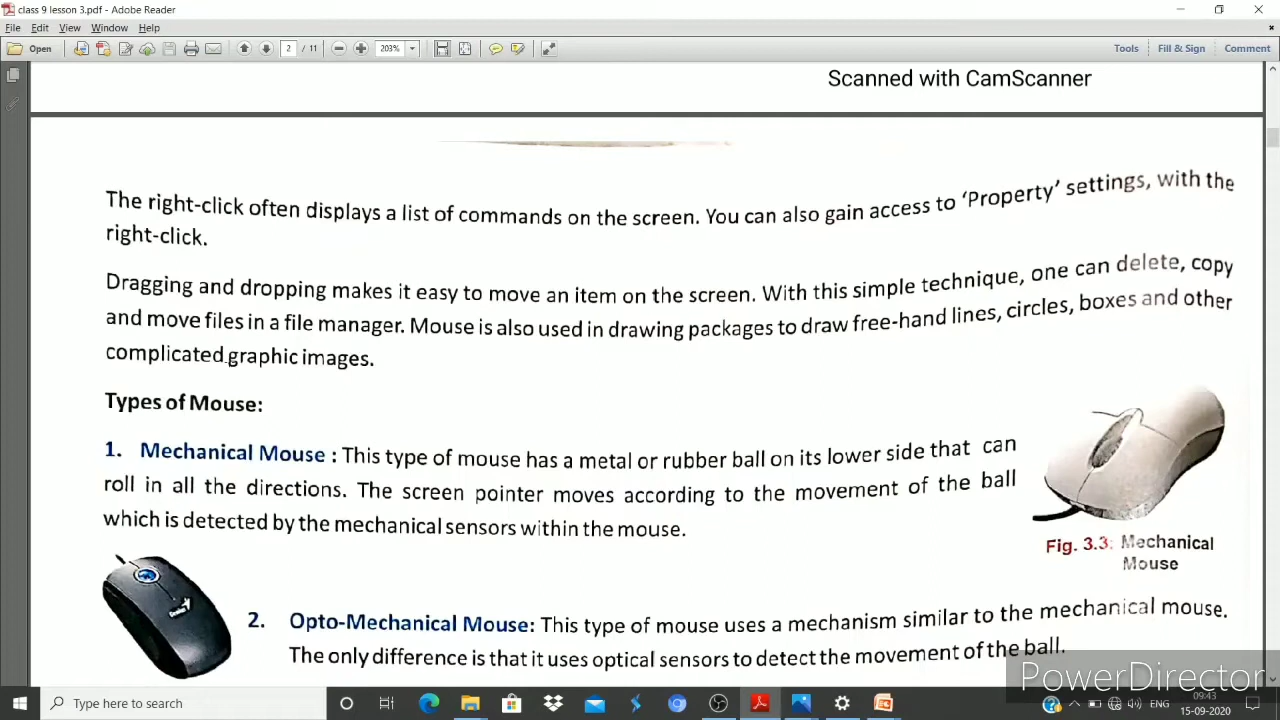 class 9 lesson 3.pdf - Adobe Reader
File Edit View Window Help
Open 2 / 11 203% Tools Fill & Sign Comment
Scanned with CamScanner
The right-click often displays a list of commands on the screen. You can also gain access to ‘Property’ settings, with the
right-click.
Dragging and dropping makes it easy to move an item on the screen. With this simple technique, one can delete, copy
and move files in a file manager. Mouse is also used in drawing packages to draw free-hand lines, circles, boxes and other
complicated graphic images.
Types of Mouse:
1. Mechanical Mouse : This type of mouse has a metal or rubber ball on its lower side that can
roll in all the directions. The screen pointer moves according to the movement of the ball
which is detected by the mechanical sensors within the mouse.
Fig. 3.3: Mechanical
Mouse
2. Opto-Mechanical Mouse: This type of mouse uses a mechanism similar to the mechanical mouse.
The only difference is that it uses optical sensors to detect the movement of the ball.
PowerDirector
Type here to search
ENG
09:43
15-09-2020